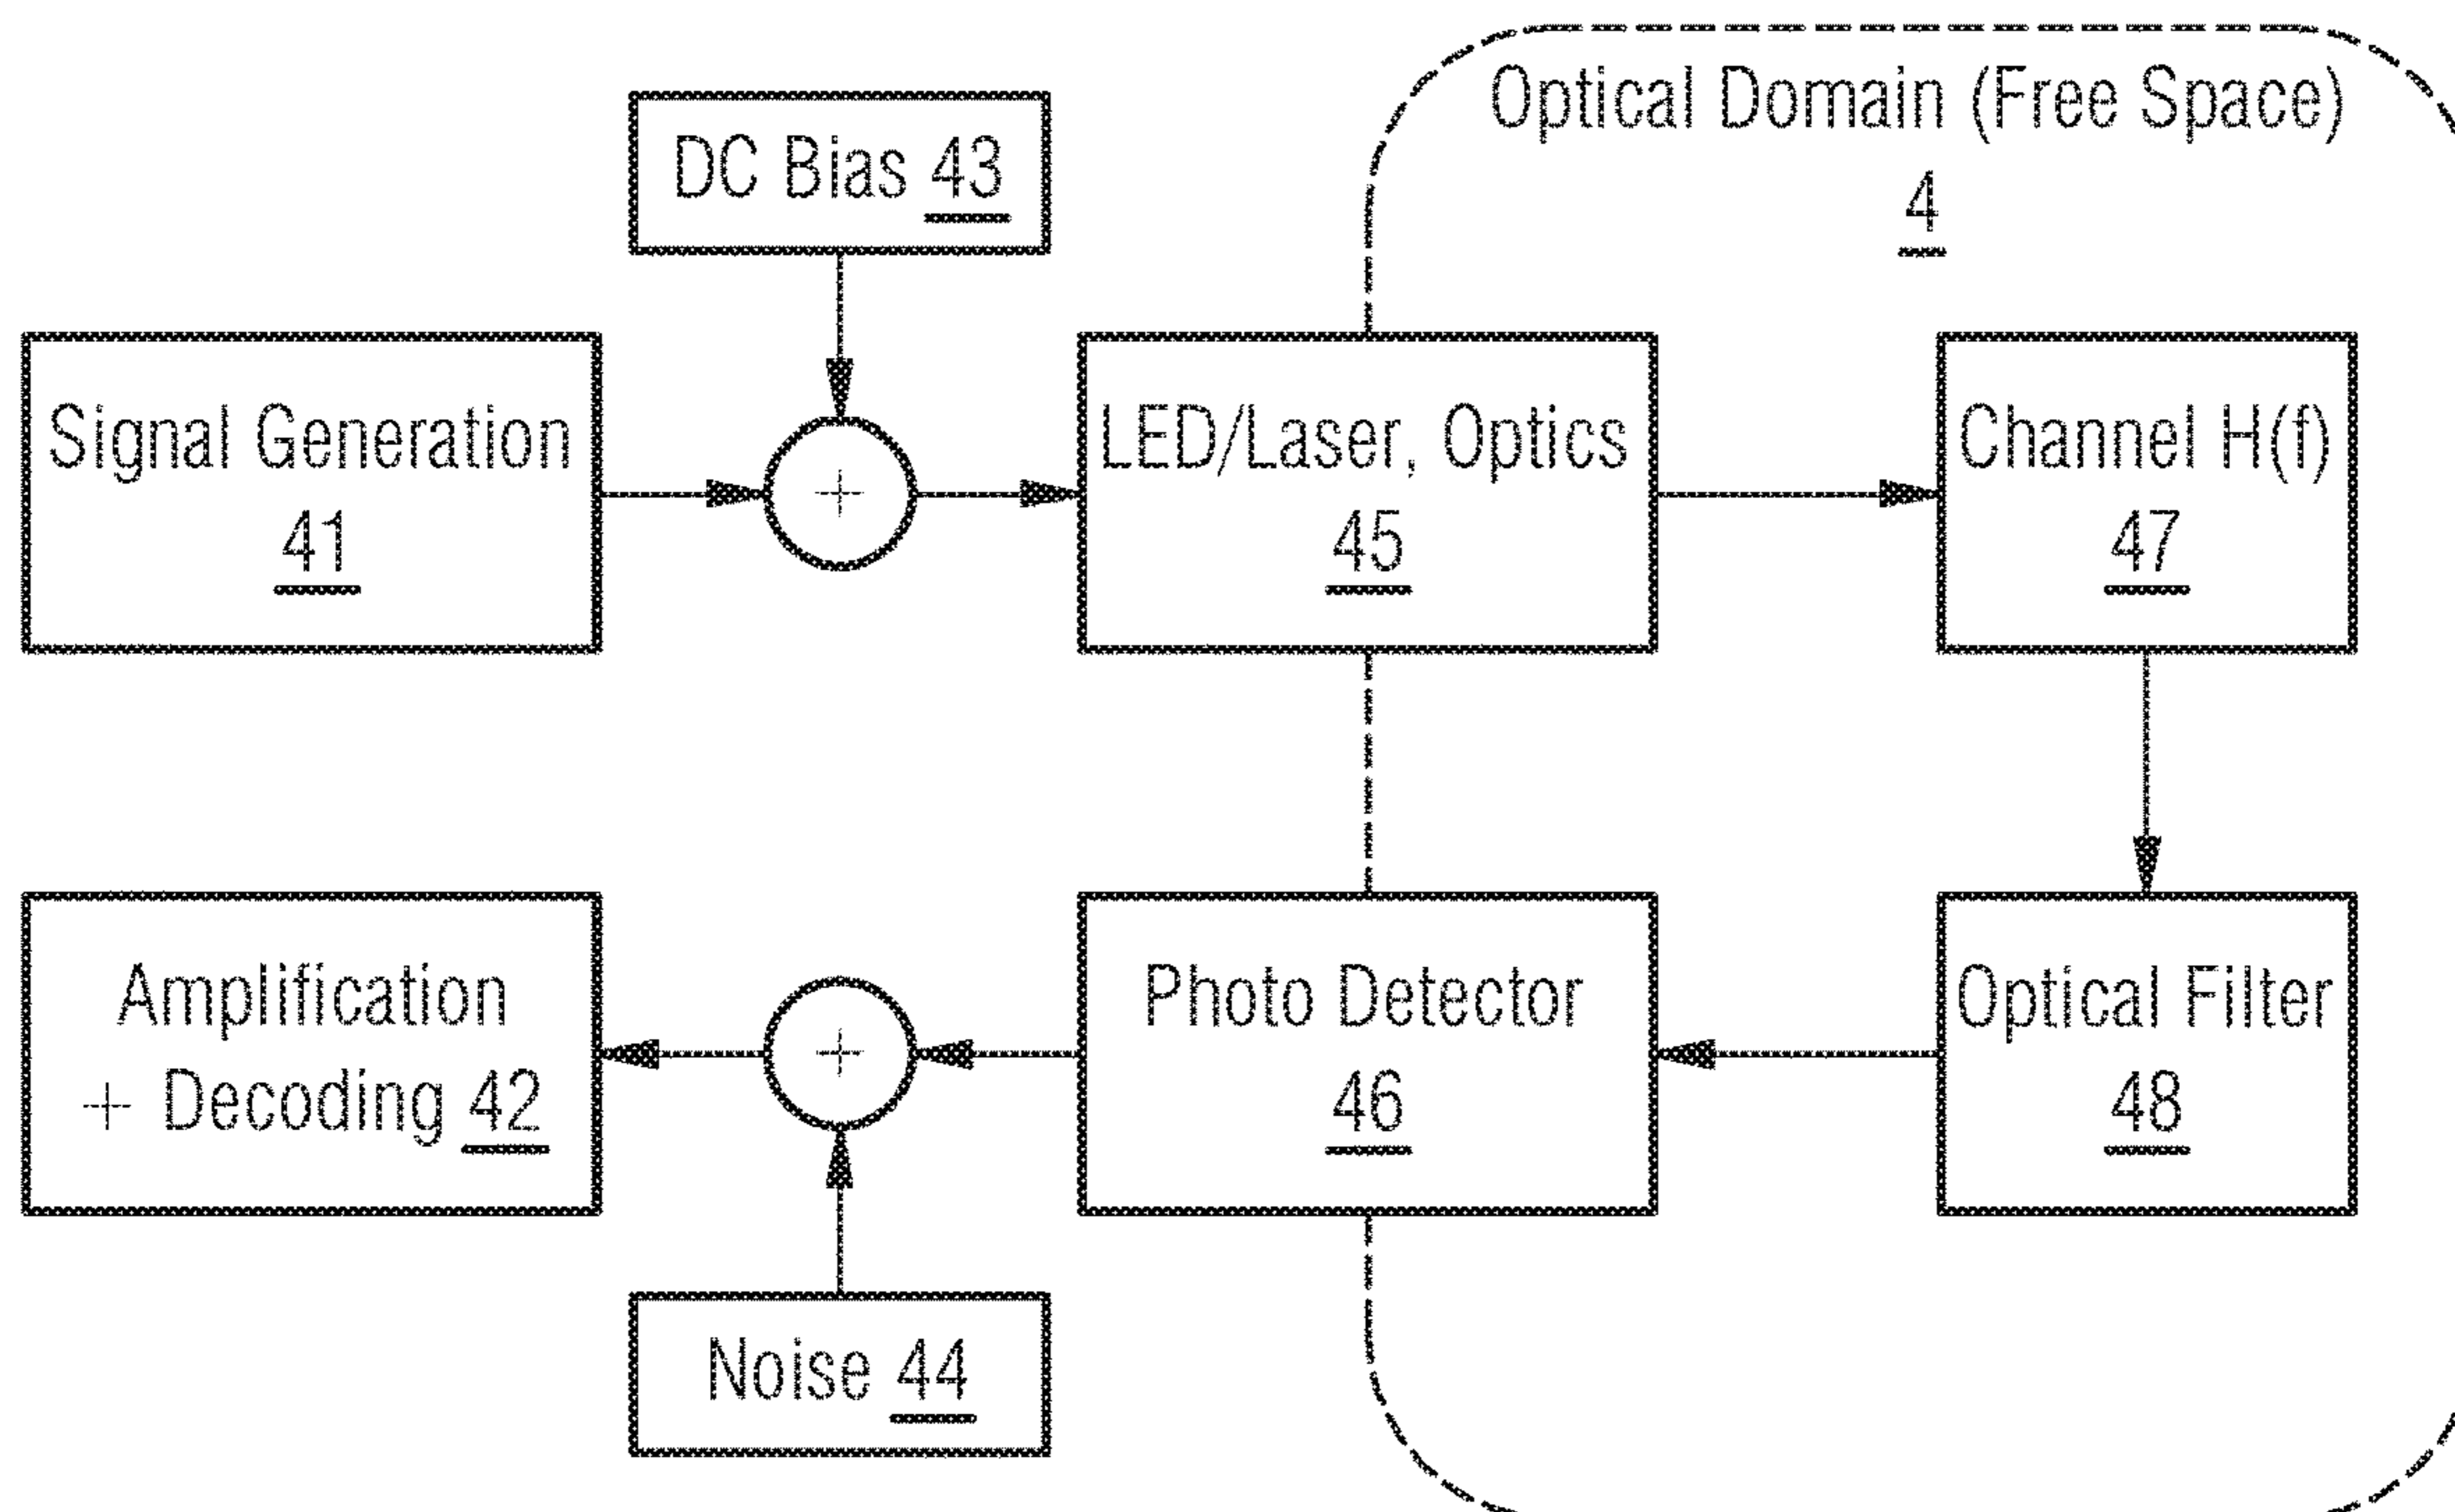 Optical Domain (Free Space)
4
DC Bias 43
Signal Generation
41
+
LED/Laser, Optics
45
Channel H(f)
47
Amplification
+ Decoding 42
+
Photo Detector
46
Optical Filter
48
Noise 44